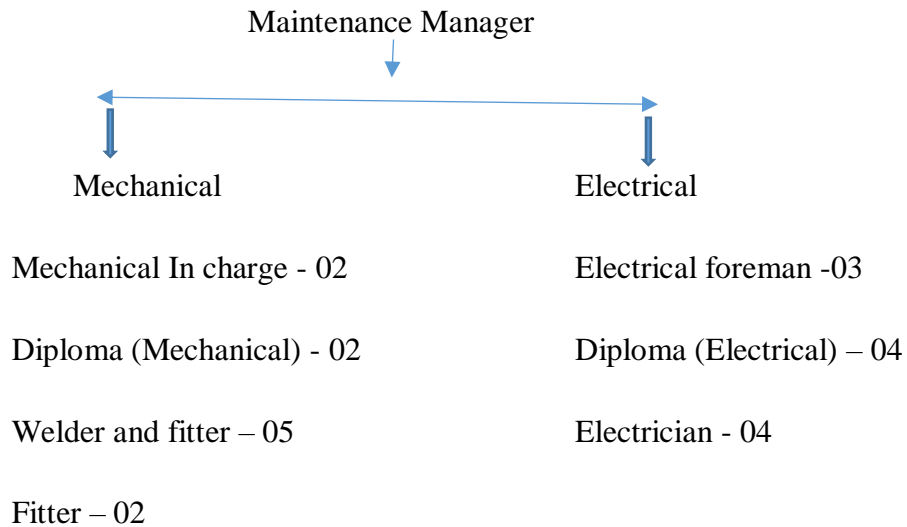 Maintenance Manager
Mechanical
Electrical
Mechanical In charge - 02
Electrical foreman -03
Diploma (Mechanical) - 02
Diploma (Electrical) – 04
Welder and fitter – 05
Electrician - 04
Fitter – 02